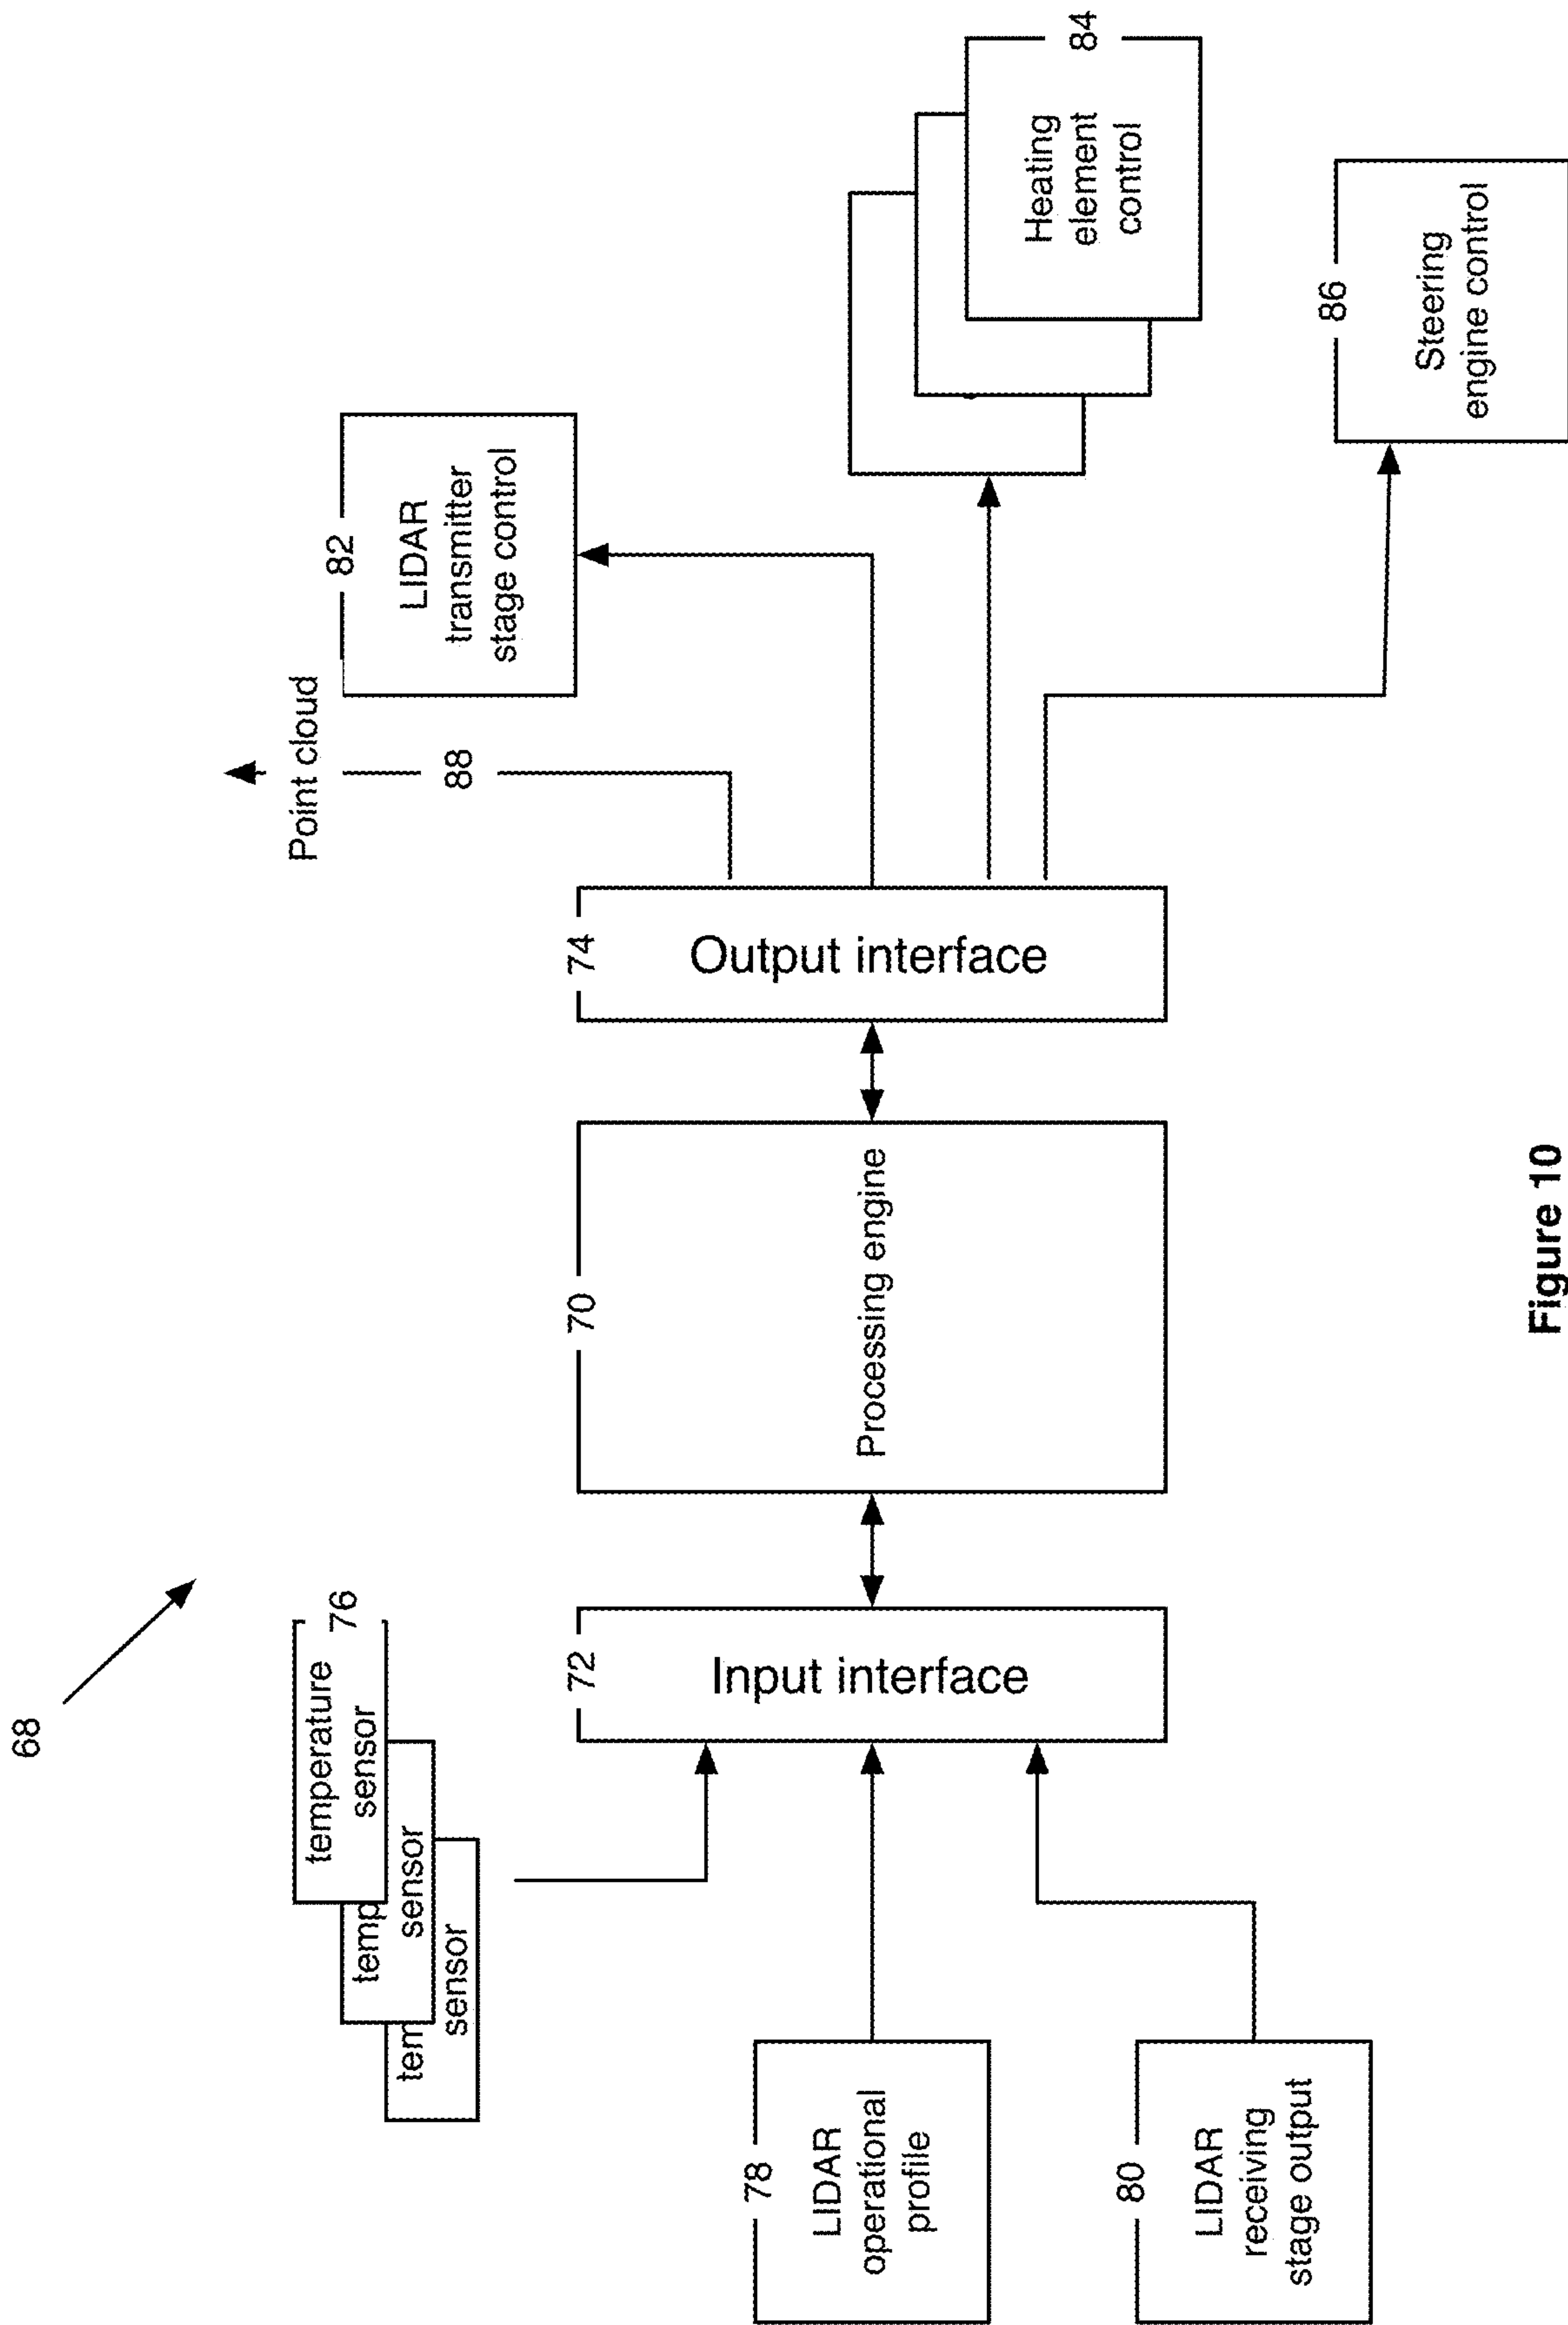 68
76
temperature
sensor
temp
sensor
tem
sensor
78
LIDAR
operational
profile
80
LIDAR
receiving
stage output
72
Input interface
70
Processing engine
74
Output interface
Point cloud
88
82
LIDAR
transmitter
stage control
84
Heating
element
control
86
Steering
engine control
Figure 10